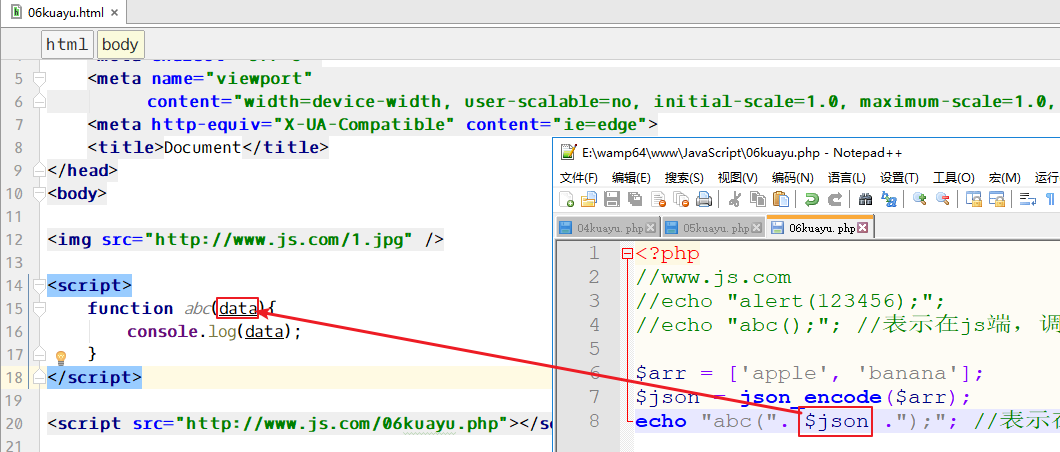 06kuayu.html ×
html body
5 <meta name="viewport"
6 content="width=device-width, user-scalable=no, initial-scale=1.0, maximum-scale=1.0,
7 <meta http-equiv="X-UA-Compatible" content="ie=edge">
8 <title>Document</title>
9 </head>
10 <body>
11
12 <img src="http://www.js.com/1.jpg" />
13
14 <script>
15 function abc(data){
16 console.log(data);
17 }
18 </script>
19
20 <script src="http://www.js.com/06kuayu.php"></s
21
E:\wamp64\www\JavaScript\06kuayu.php - Notepad++
文件(F) 编辑(E) 搜索(S) 视图(V) 编码(N) 语言(L) 设置(T) 工具(O) 宏(M) 运行
04kuayu.php 05kuayu.php 06kuayu.php
1 <?php
2 //www.js.com
3 //echo "alert(123456);";
4 //echo "abc();"; //表示在js端,调
5
6 $arr = ['apple', 'banana'];
7 $json = json_encode($arr);
8 echo "abc(". $json .");"; //表示在